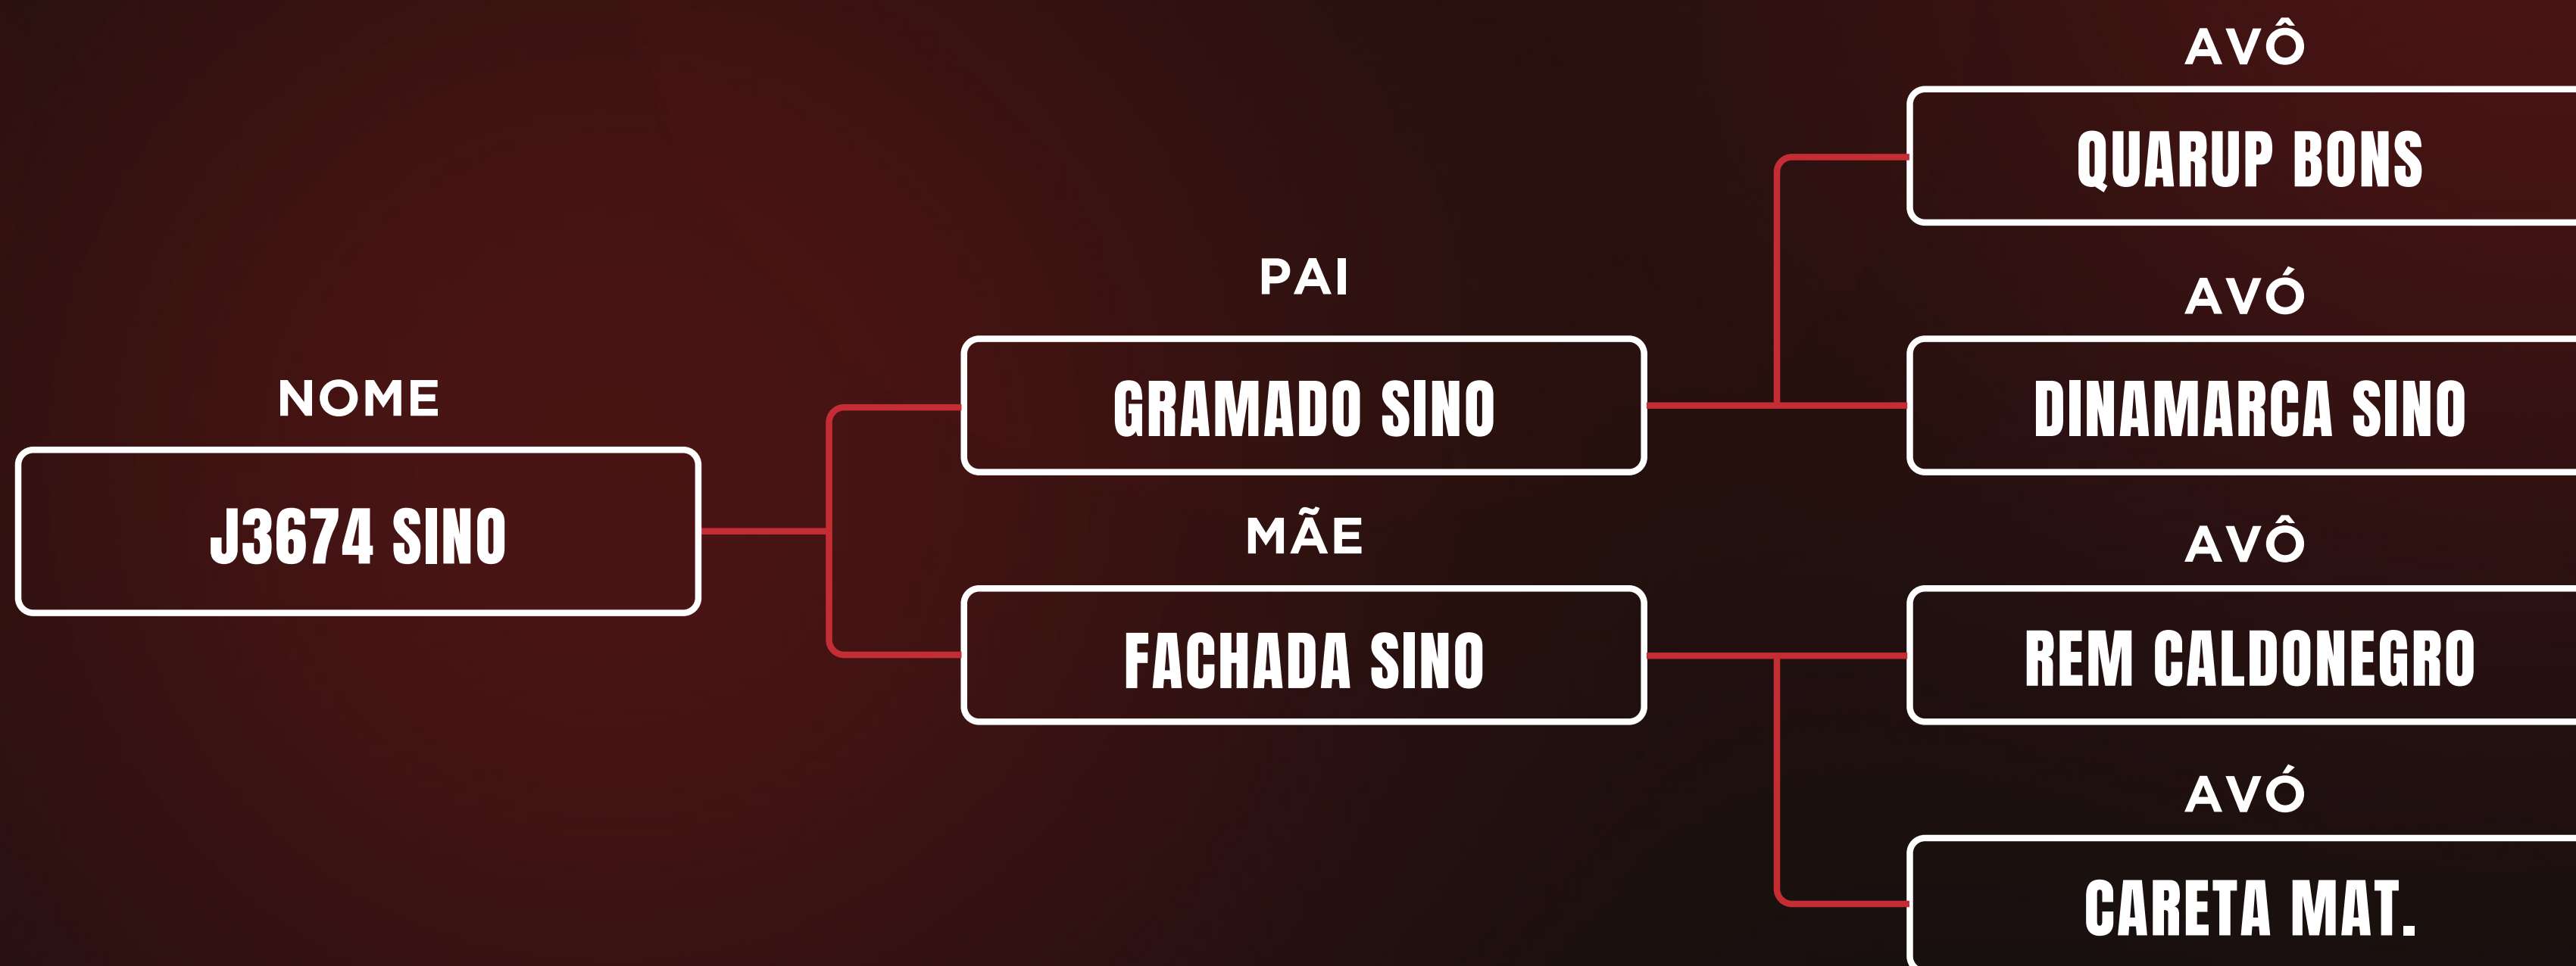 NOME
J3674 SINO
PAI
GRAMADO SINO
MÃE
FACHADA SINO
AVÔ
QUARUP BONS
AVÓ
DINAMARCA SINO
AVÔ
REM CALDONEGRO
AVÓ
CARETA MAT.